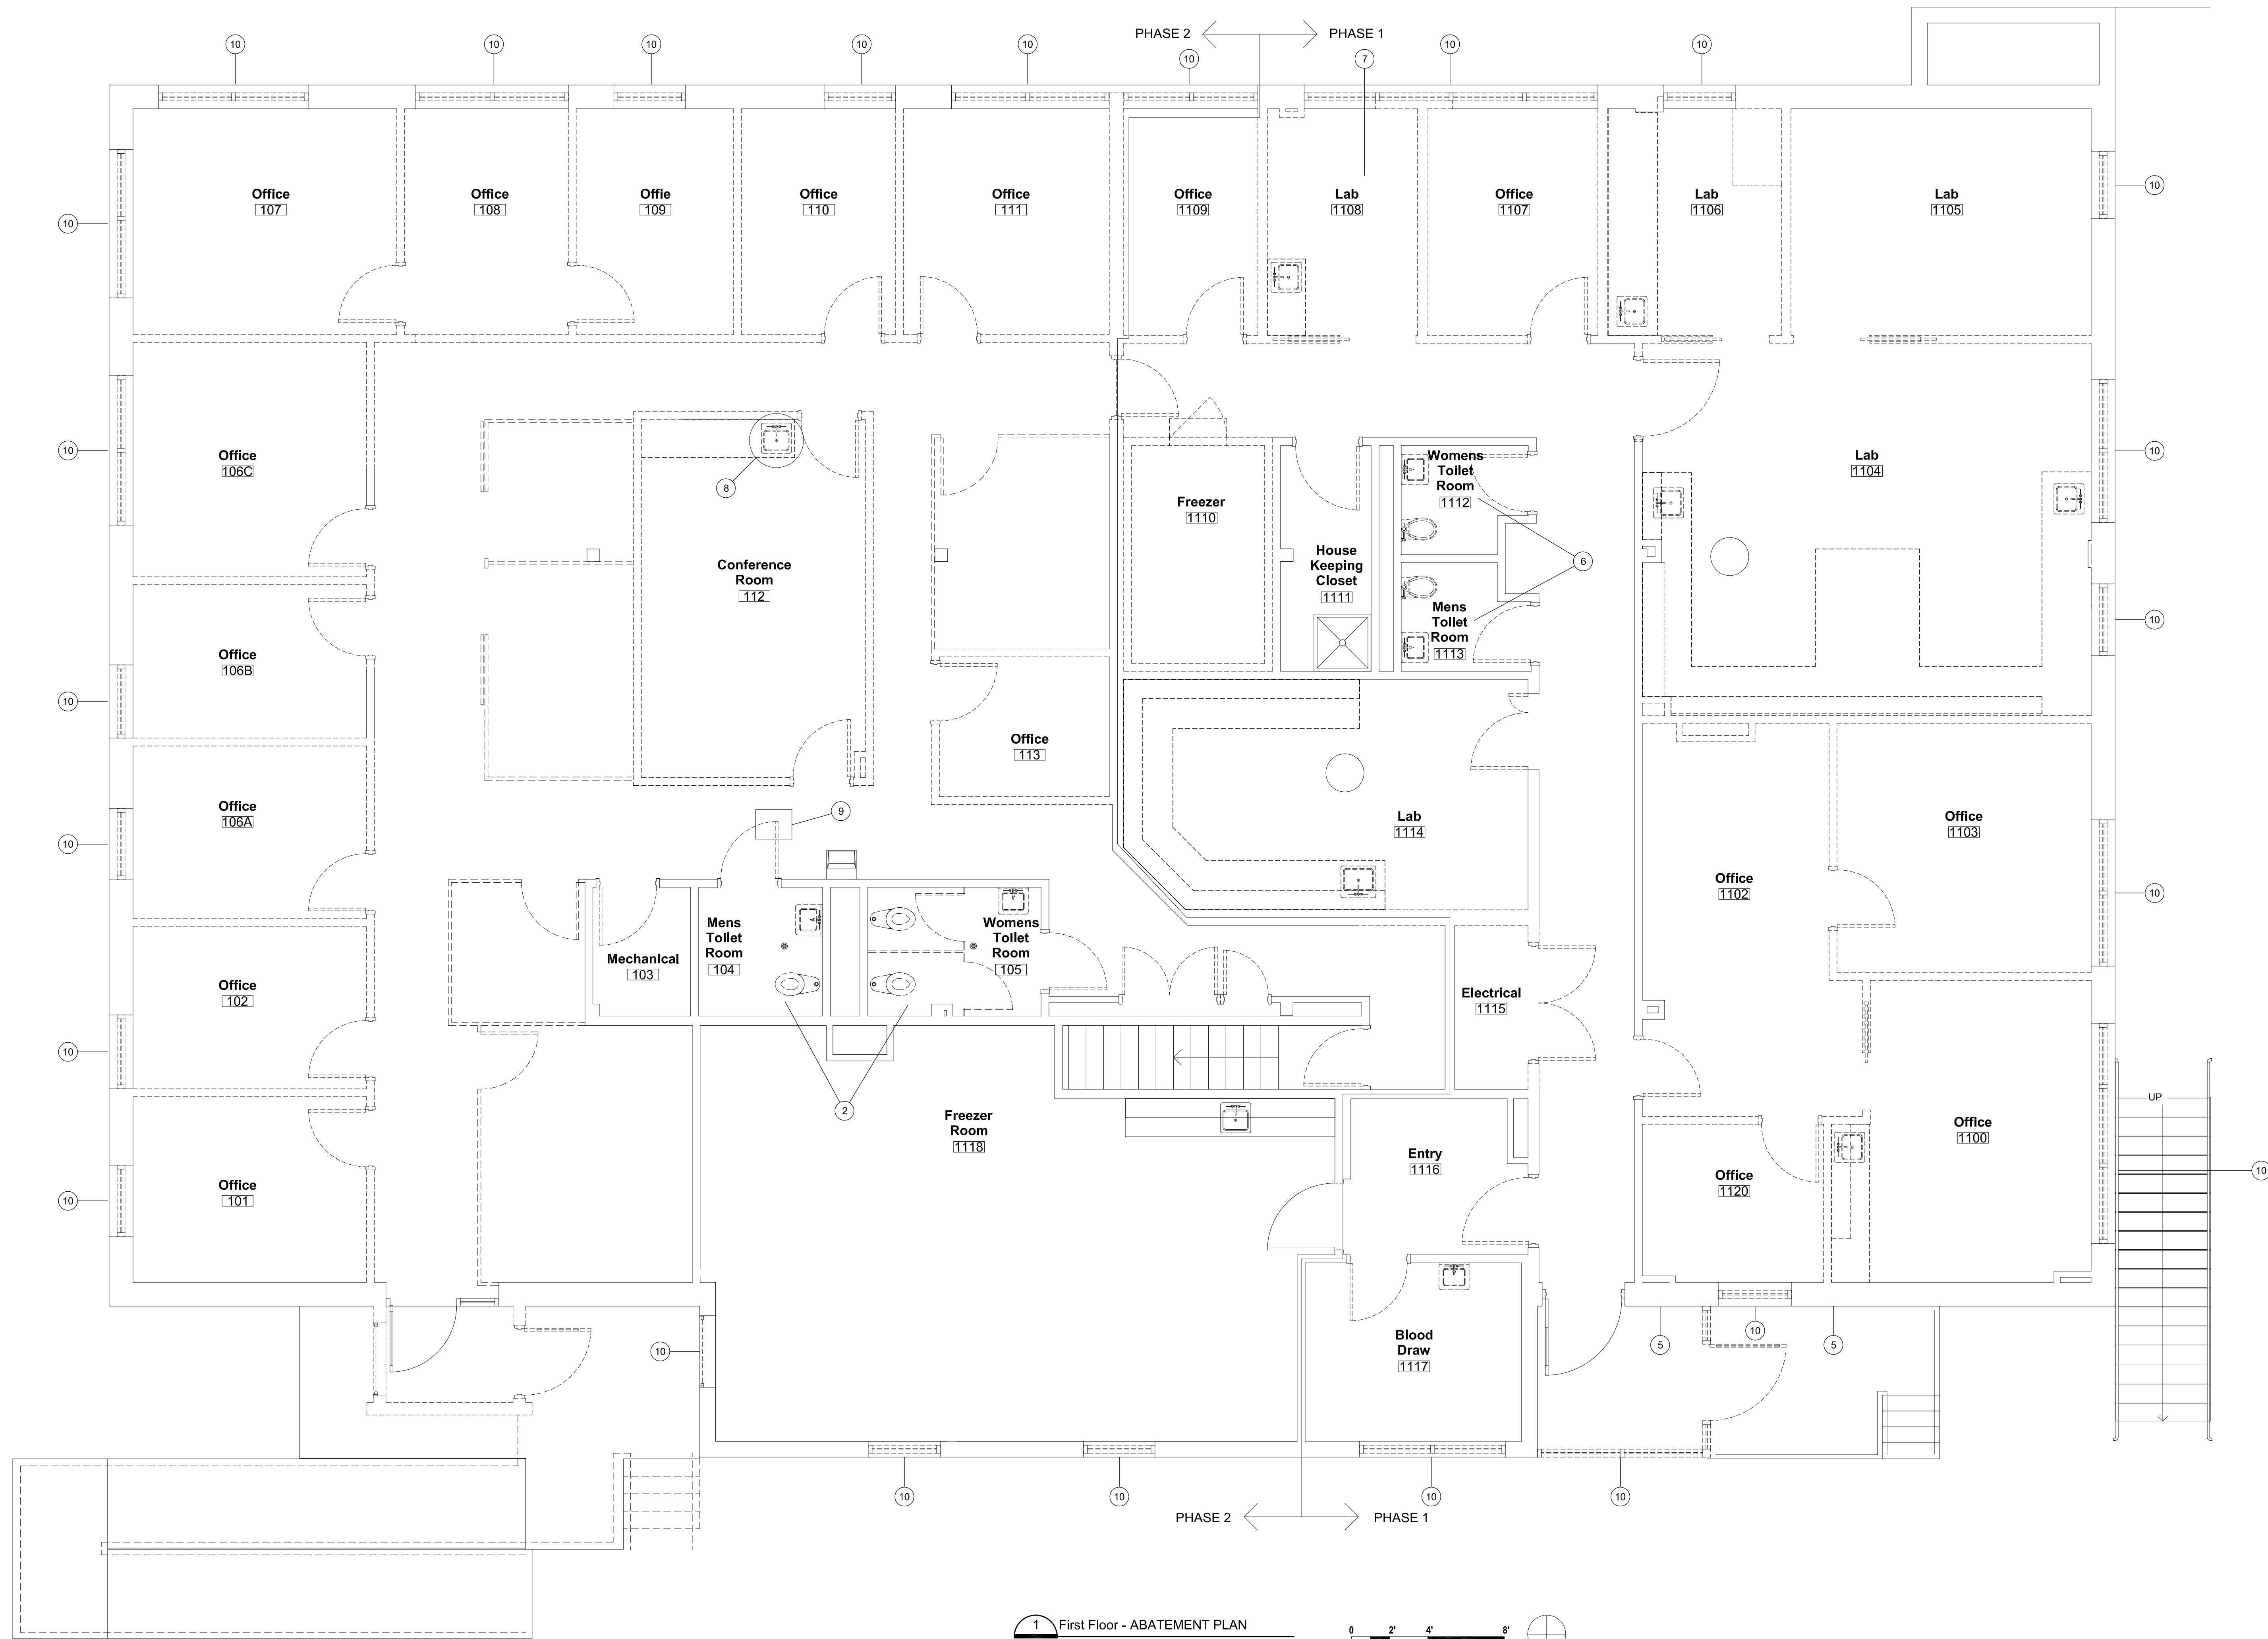 PHASE 2
PHASE 1
10
10
10
10
10
10
7
10
10
Office
107
Office
108
Offie
109
Office
110
Office
111
Office
1109
Lab
1108
Office
1107
Lab
1106
Lab
1105
10
10
Office
106C
10
8
Conference
Room
112
Freezer
1110
House
Keeping
Closet
1111
Womens
Toilet
Room
1112
Mens
Toilet
Room
1113
6
Lab
1104
10
10
Office
106B
10
Office
113
Office
106A
10
9
Lab
1114
Office
1102
Office
1103
10
Office
102
10
Mechanical
103
Mens
Toilet
Room
104
Womens
Toilet
Room
105
Electrical
1115
2
Office
101
10
Freezer
Room
1118
Entry
1116
Office
1120
Office
1100
UP
10
10
Blood
Draw
1117
5
10
5
10
10
10
10
PHASE 2
PHASE 1
1
First Floor - ABATEMENT PLAN
0 2' 4' 8'